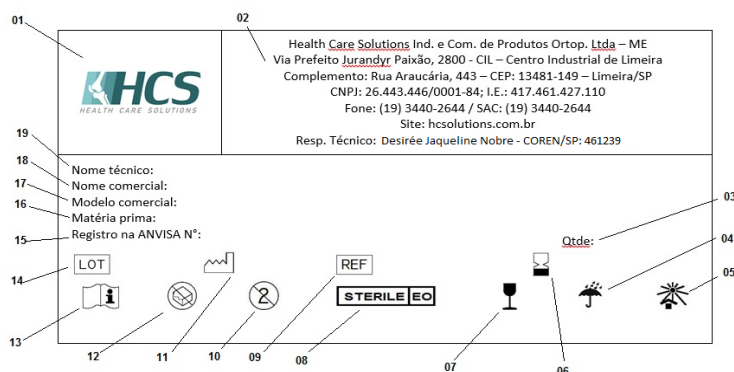 01
02
HCS
HEALTH CARE SOLUTIONS
Health Care Solutions Ind. e Com. de Produtos Ortop. Ltda – ME
Via Prefeito Jurandyr Paixão, 2800 - CIL – Centro Industrial de Limeira
Complemento: Rua Araucária, 443 – CEP: 13481-149 – Limeira/SP
CNPJ: 26.443.446/0001-84; I.E.: 417.461.427.110
Fone: (19) 3440-2644 / SAC: (19) 3440-2644
Site: hcsolutions.com.br
Resp. Técnico: Desirée Jaqueline Nobre - COREN/SP: 461239
19
Nome técnico:
18
Nome comercial:
17
Modelo comercial:
16
Matéria prima:
15
Registro na ANVISA N°:
Qtde:
03
04
14
LOT
REF
05
i
2
STERILE EO
13
12
11
10
09
08
07
06